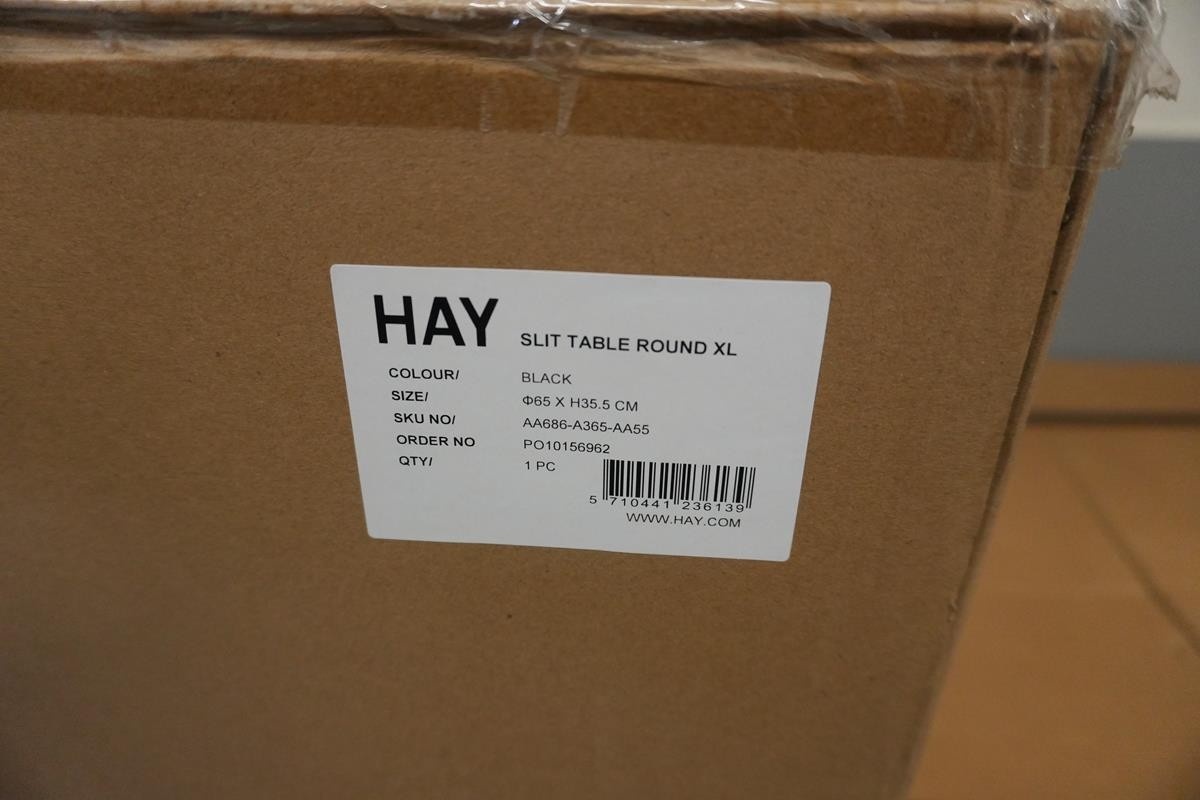 HAY SLIT TABLE ROUND XL
COLOUR/ BLACK
SIZE/ Φ65 X H35.5 CM
SKU NO/ AA686-A365-AA55
ORDER NO PO10156962
QTY/ 1 PC
5 710441 236139
WWW.HAY.COM